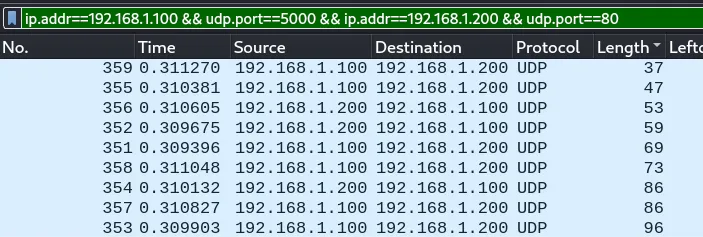 ip.addr==192.168.1.100 && udp.port==5000 && ip.addr==192.168.1.200 && udp.port==80
No. Time Source Destination Protocol Length Leftc
359 0.311270 192.168.1.100 192.168.1.200 UDP 37
355 0.310381 192.168.1.100 192.168.1.200 UDP 47
356 0.310605 192.168.1.200 192.168.1.100 UDP 53
352 0.309675 192.168.1.200 192.168.1.100 UDP 59
351 0.309396 192.168.1.100 192.168.1.200 UDP 69
358 0.311048 192.168.1.100 192.168.1.200 UDP 73
354 0.310132 192.168.1.200 192.168.1.100 UDP 86
357 0.310827 192.168.1.100 192.168.1.200 UDP 86
353 0.309903 192.168.1.100 192.168.1.200 UDP 96